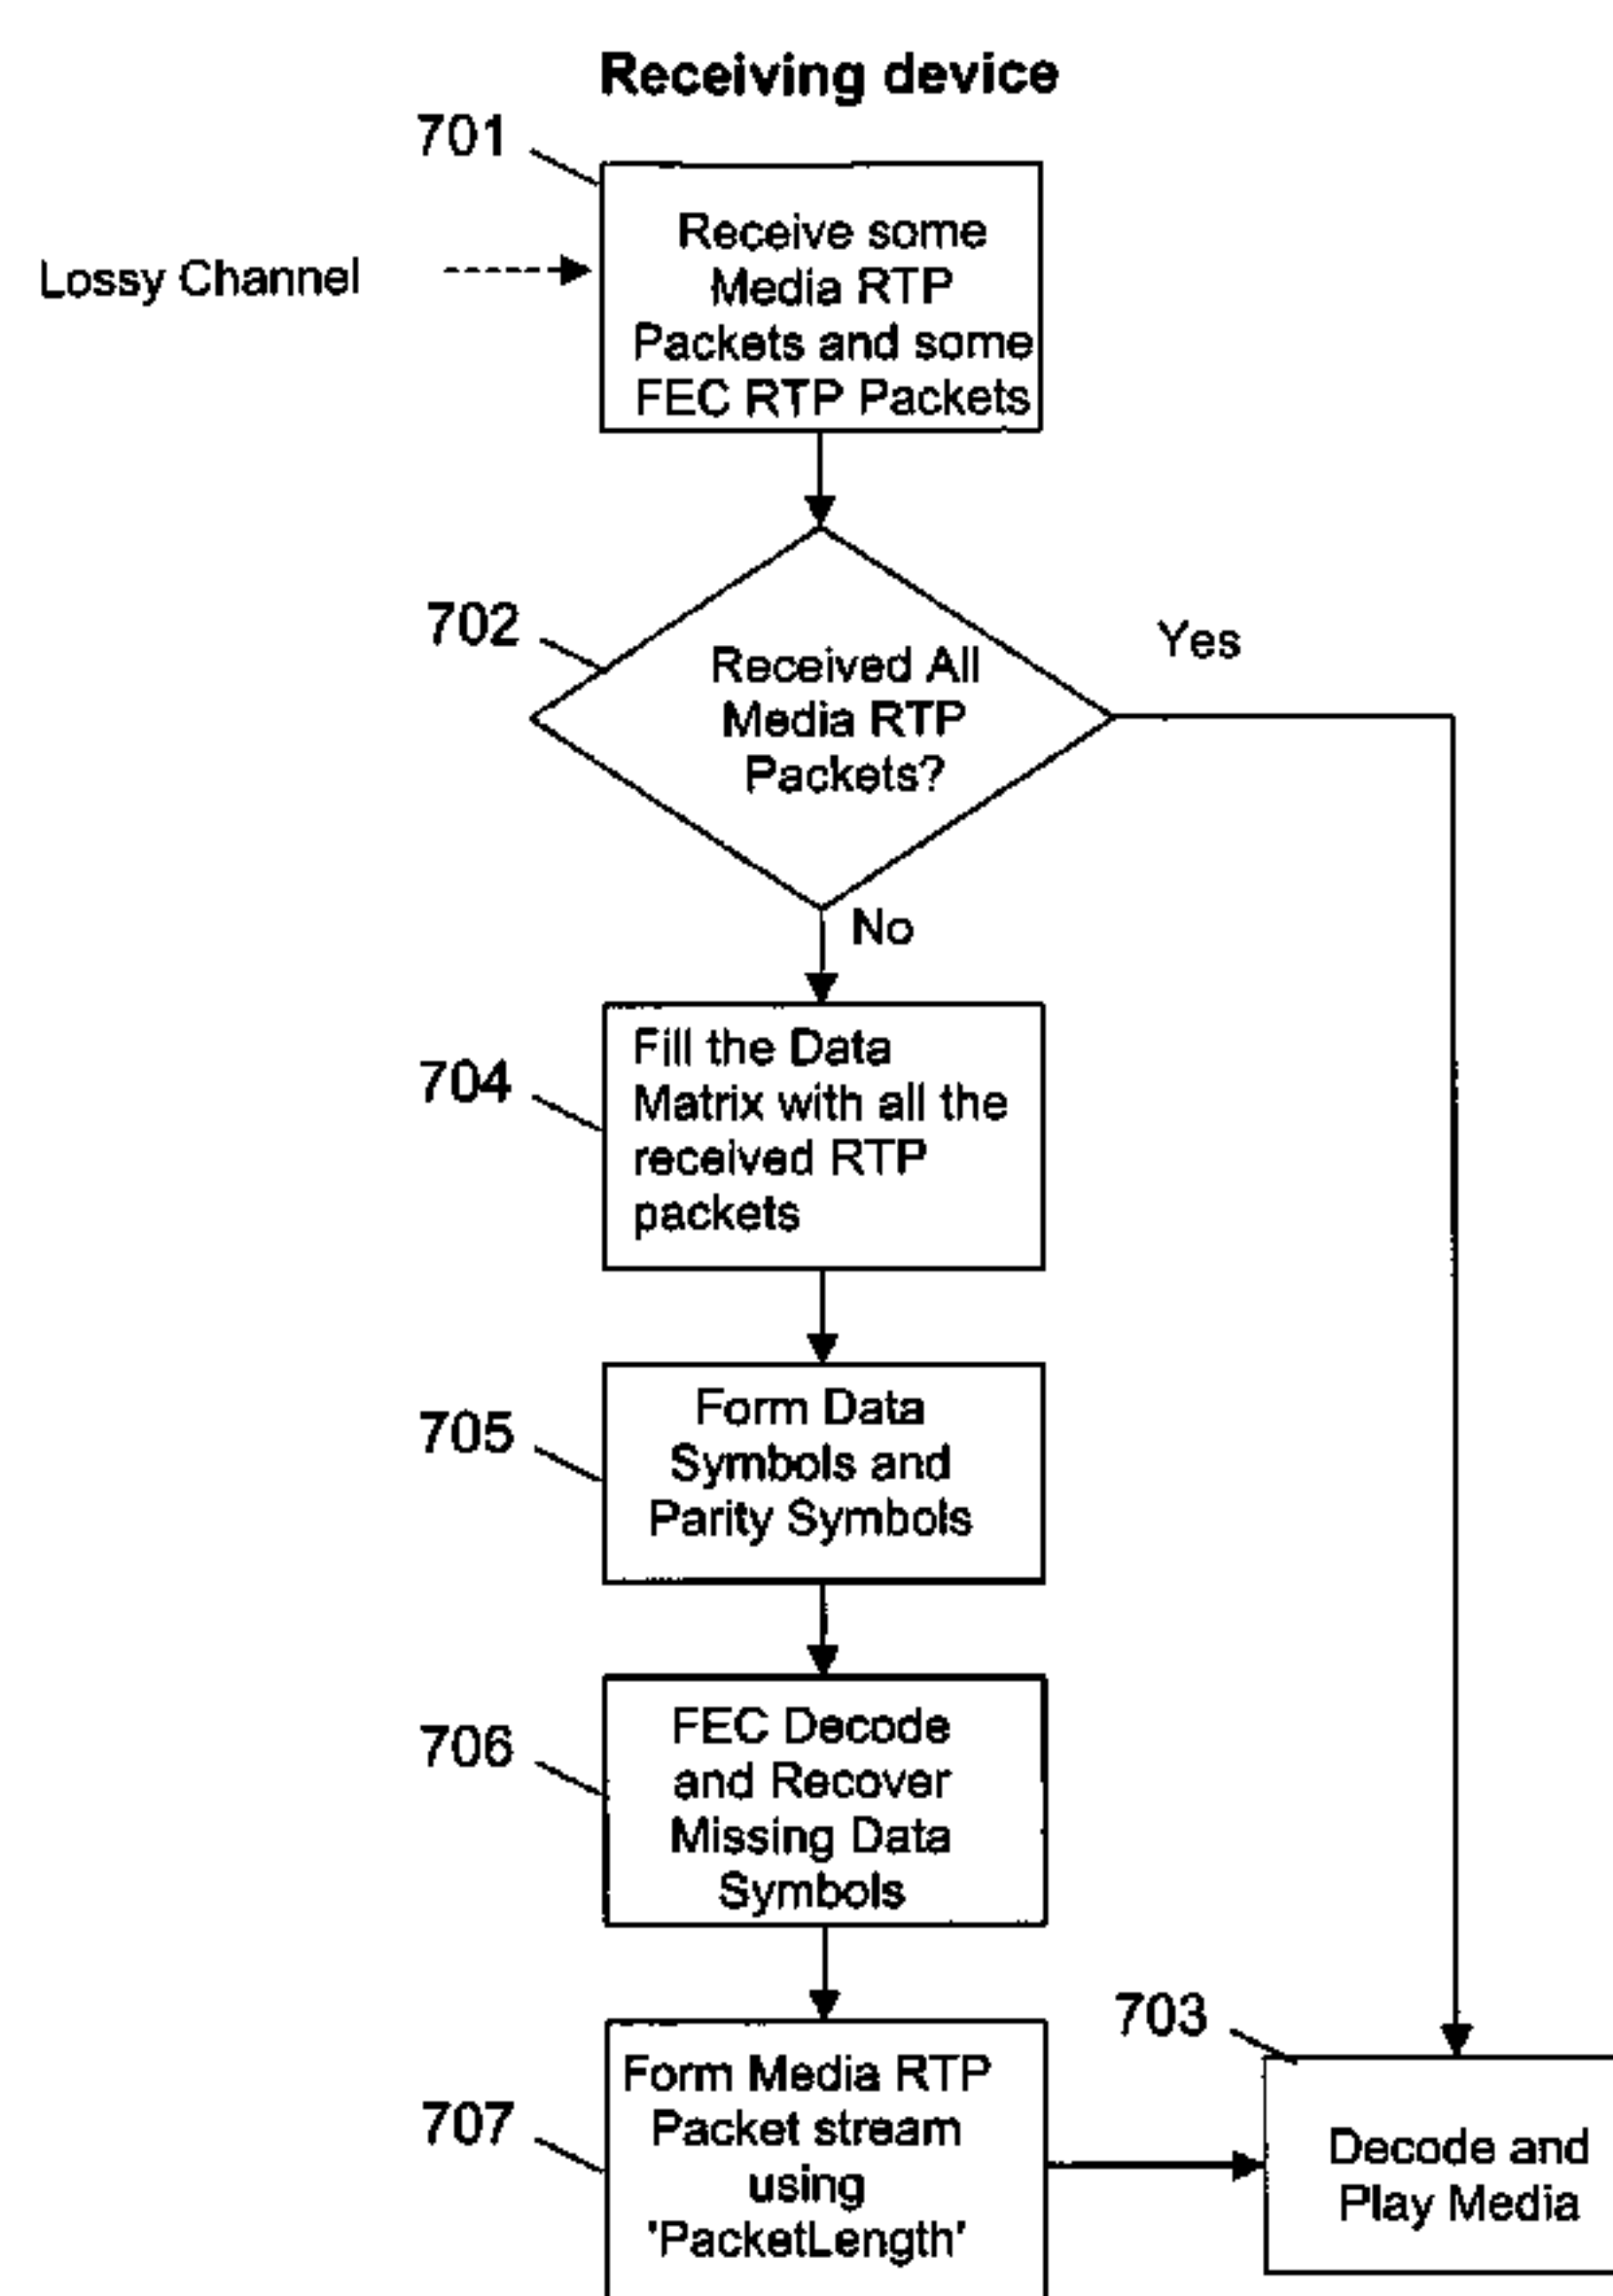 Receiving device
701
Lossy Channel
Receive some
Media RTP
Packets and some
FEC RTP Packets
702
Received All
Media RTP
Packets?
Yes
No
704
Fill the Data
Matrix with all the
received RTP
packets
705
Form Data
Symbols and
Parity Symbols
706
FEC Decode
and Recover
Missing Data
Symbols
707
Form Media RTP
Packet stream
using
'PacketLength'
703
Decode and
Play Media